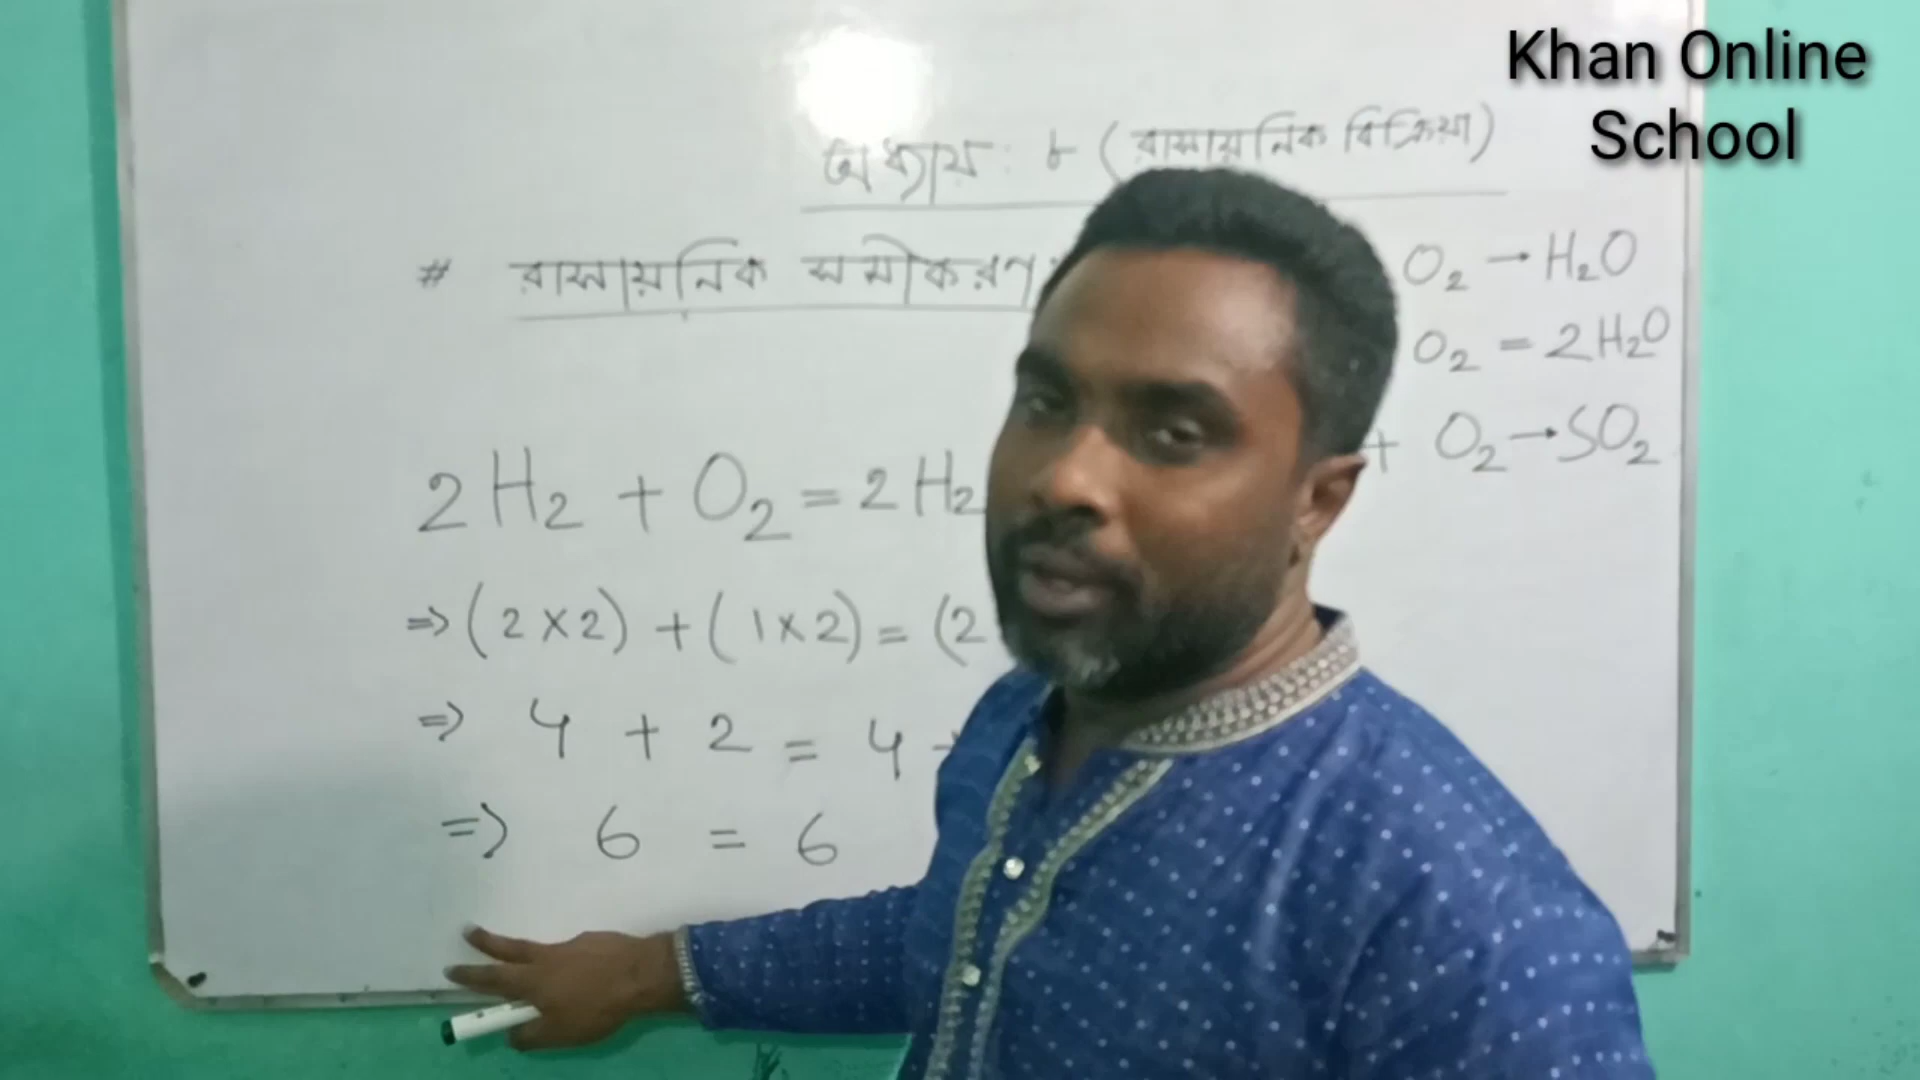 Khan Online
School
অধ্যায় : ৮ (রাসায়নিক বিক্রিয়া)
# রাসায়নিক সমীকরণ :
O₂ → H₂O
O₂ = 2H₂O
+ O₂ → SO₂
2H₂ + O₂ = 2H₂
⇒ (2×2) + (1×2) = (2
⇒ 4 + 2 = 4 +
⇒ 6 = 6